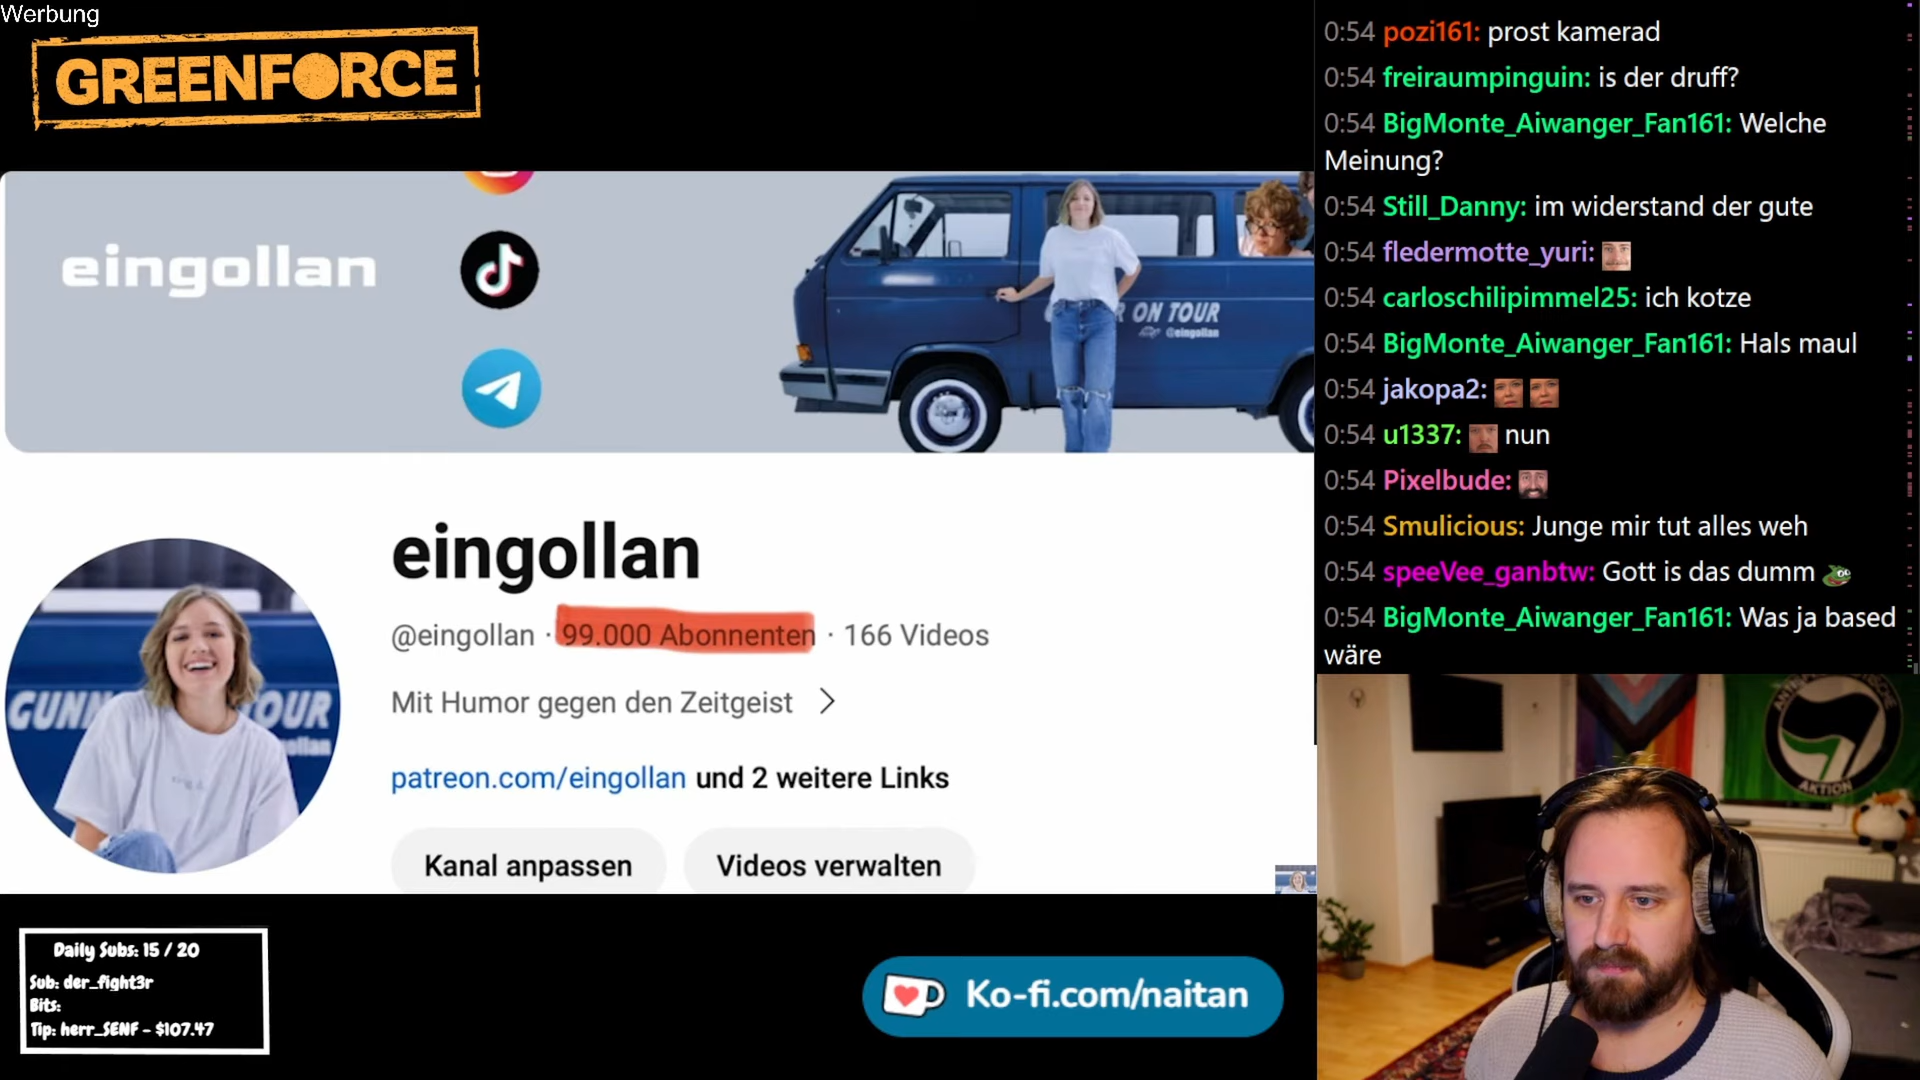 Werbung
GREENFORCE
eingollan
R ON TOUR
@eingollan
GUNN
OUR
ollan
eingollan
@eingollan · 99.000 Abonnenten · 166 Videos
Mit Humor gegen den Zeitgeist
patreon.com/eingollan und 2 weitere Links
Kanal anpassen
Videos verwalten
Daily Subs: 15 / 20
Sub: der_fight3r
Bits:
Tip: herr_SENF - $107.47
Ko-fi.com/naitan
0:54 pozi161: prost kamerad
0:54 freiraumpinguin: is der druff?
0:54 BigMonte_Aiwanger_Fan161: Welche
Meinung?
0:54 Still_Danny: im widerstand der gute
0:54 fledermotte_yuri:
0:54 carloschilipimmel25: ich kotze
0:54 BigMonte_Aiwanger_Fan161: Hals maul
0:54 jakopa2:
0:54 u1337: nun
0:54 Pixelbude:
0:54 Smulicious: Junge mir tut alles weh
0:54 speeVee_ganbtw: Gott is das dumm
0:54 BigMonte_Aiwanger_Fan161: Was ja based
wäre
AKTION